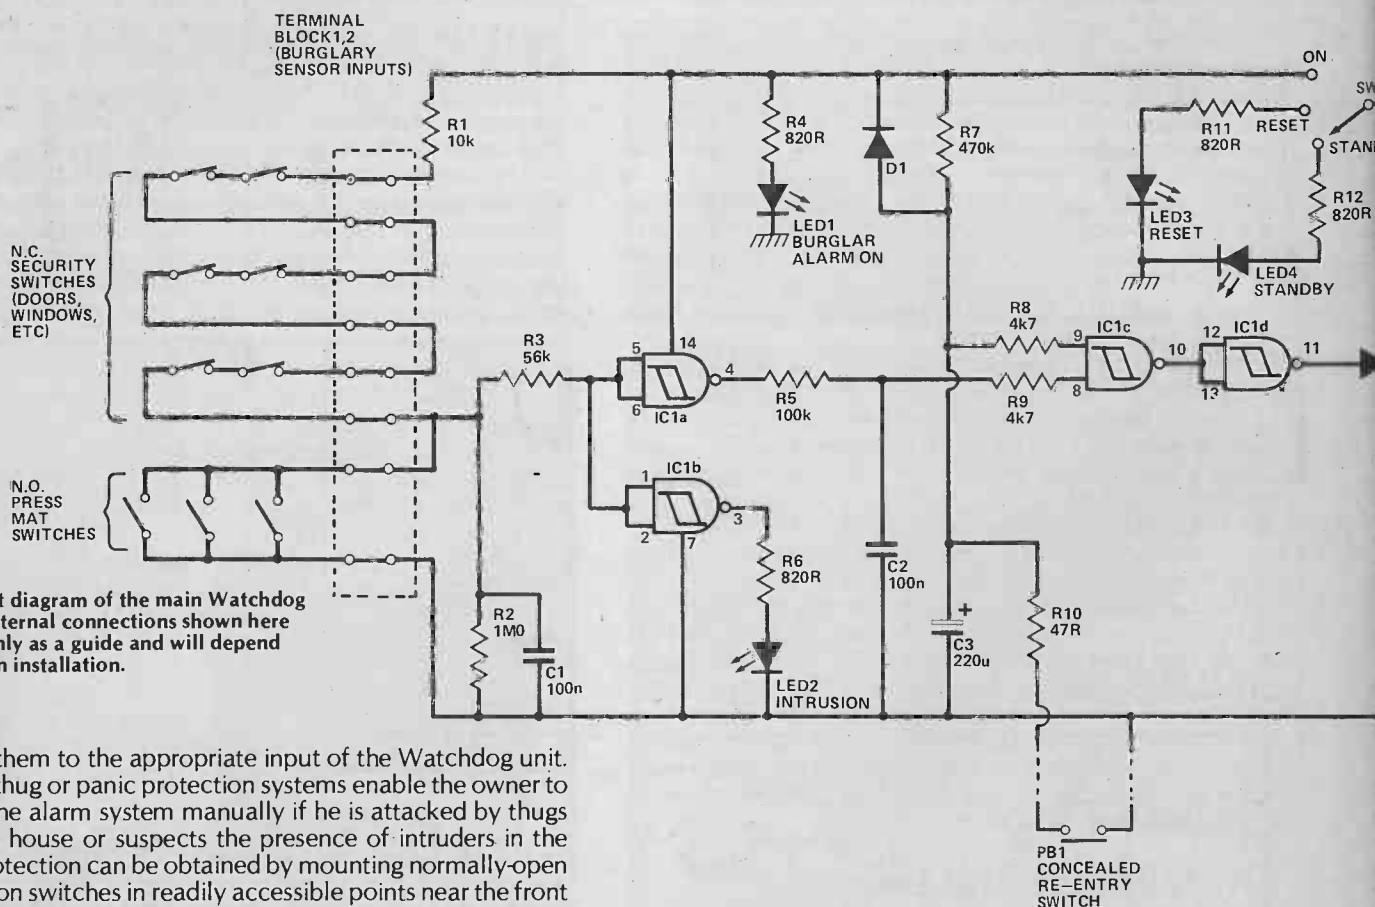 TERMINAL
BLOCK1,2
(BURGLARY
SENSOR INPUTS)
ON
SW
R1
10k
R4
820R
D1
R7
470k
R11
820R
RESET
STAND
R12
820R
LED3
RESET
LED4
STANDBY
LED1
BURGLAR
ALARM ON
N.C.
SECURITY
SWITCHES
(DOORS,
WINDOWS,
ETC)
R3
56k
5
6
14
4
IC1a
R5
100k
R8
4k7
R9
4k7
9
8
IC1c
10
12
13
IC1d
11
N.O.
PRESS
MAT
SWITCHES
IC1b
1
2
3
7
R6
820R
LED2
INTRUSION
C2
100n
+
C3
220u
R10
47R
R2
1M0
C1
100n
PB1
CONCEALED
RE-ENTRY
SWITCH
t diagram of the main Watchdog
ternal connections shown here
nly as a guide and will depend
n installation.
them to the appropriate input of the Watchdog unit.
thug or panic protection systems enable the owner to
he alarm system manually if he is attacked by thugs
house or suspects the presence of intruders in the
otection can be obtained by mounting normally-open
on switches in readily accessible points near the front